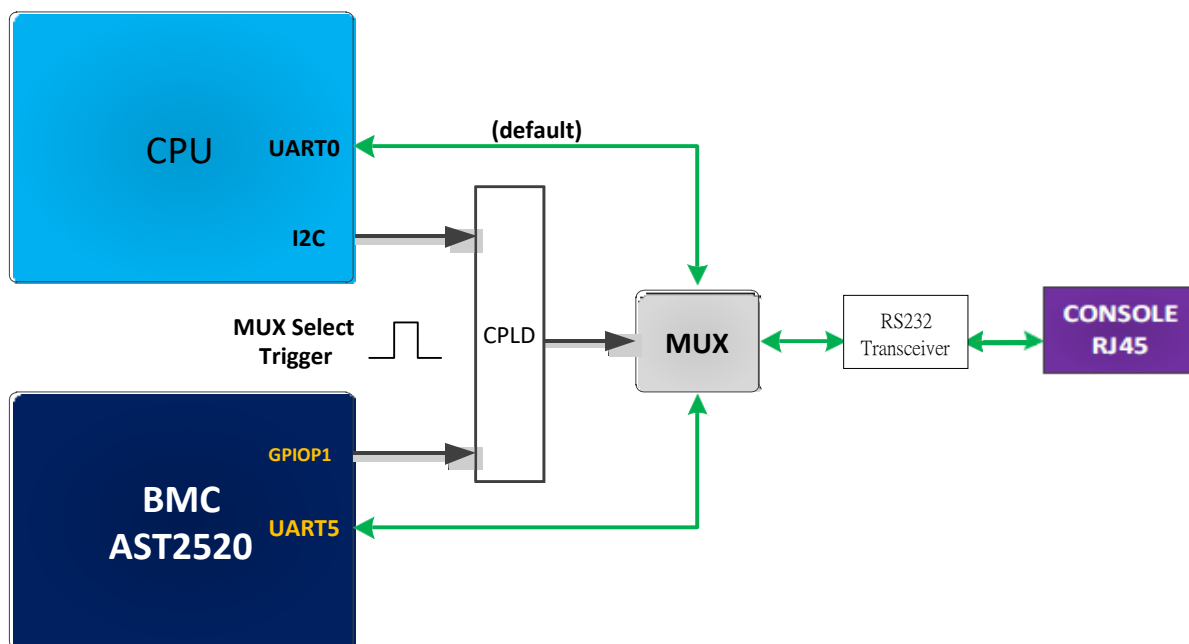 (default)
CPU
UART0
I2C
MUX Select
Trigger
CPLD
MUX
RS232
Transceiver
CONSOLE
RJ45
GPIOP1
BMC
AST2520
UART5